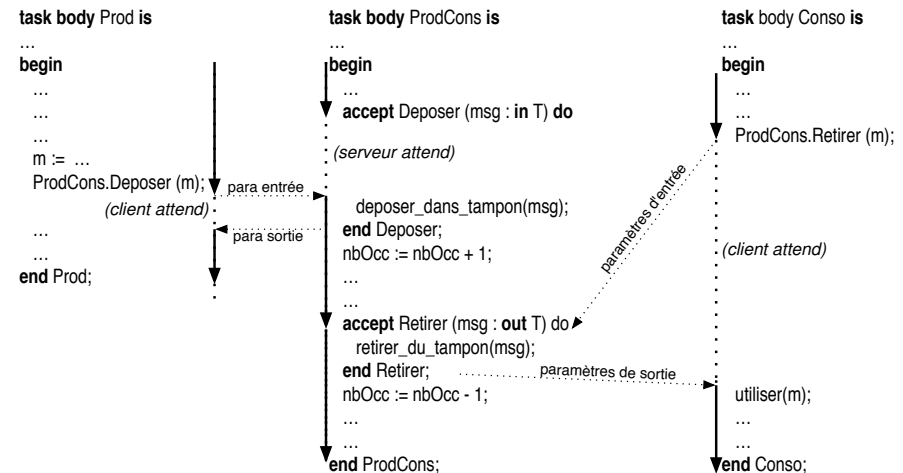 task body Prod is
…
begin
…
…
…
m := …
ProdCons.Deposer (m);
(client attend)
…
…
end Prod;
para entrée
para sortie
task body ProdCons is
…
begin
…
accept Deposer (msg : in T) do
(serveur attend)
deposer_dans_tampon(msg);
end Deposer;
nbOcc := nbOcc + 1;
…
…
accept Retirer (msg : out T) do
retirer_du_tampon(msg);
end Retirer;
nbOcc := nbOcc - 1;
…
…
end ProdCons;
paramètres d'entrée
paramètres de sortie
task body Conso is
…
begin
…
…
ProdCons.Retirer (m);
(client attend)
utiliser(m);
…
…
end Conso;